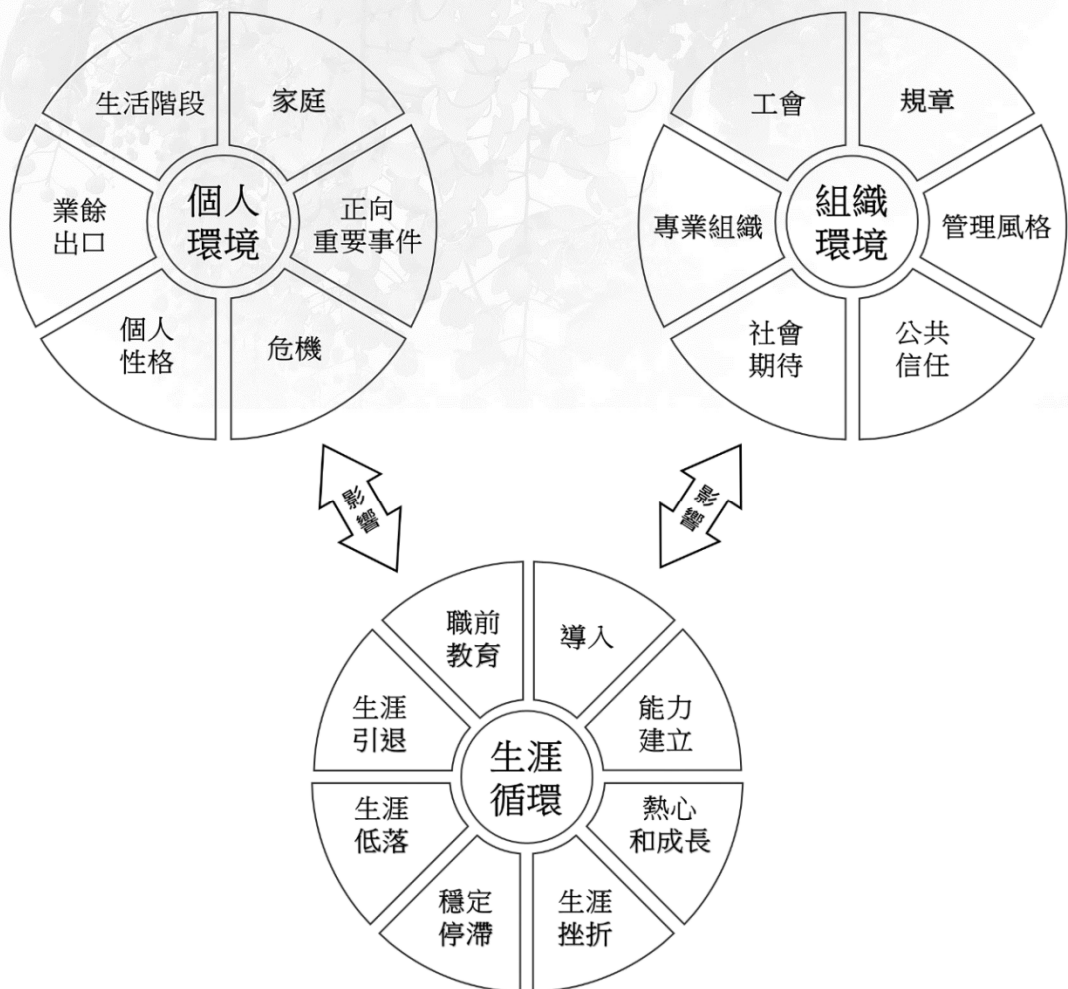 生活階段
家庭
業餘
出口
個人
環境
正向
重要事件
個人
性格
危機
工會
規章
專業組織
組織
環境
管理風格
社會
期待
公共
信任
影響
影響
職前
教育
導入
生涯
引退
能力
建立
生涯
循環
生涯
低落
熱心
和成長
穩定
停滯
生涯
挫折